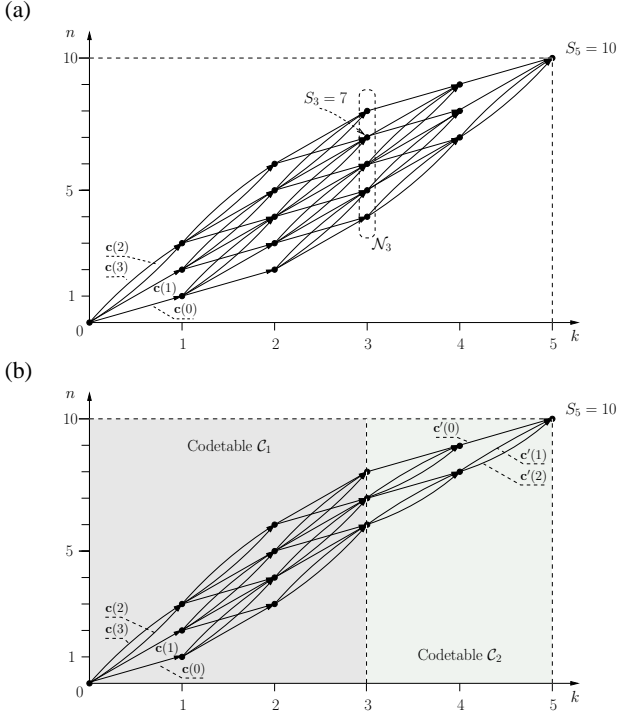 (a)
n
10
S₅ = 10
S₃ = 7
5
𝒩₃
c(2)
c(3)
c(1)
c(0)
1
0
1 2 3 4 5 k
(b)
n
10
S₅ = 10
c′(0)
Codetable 𝒞₁
c′(1)
c′(2)
5
c(2)
c(3)
c(1)
c(0)
Codetable 𝒞₂
1
0
1 2 3 4 5 k